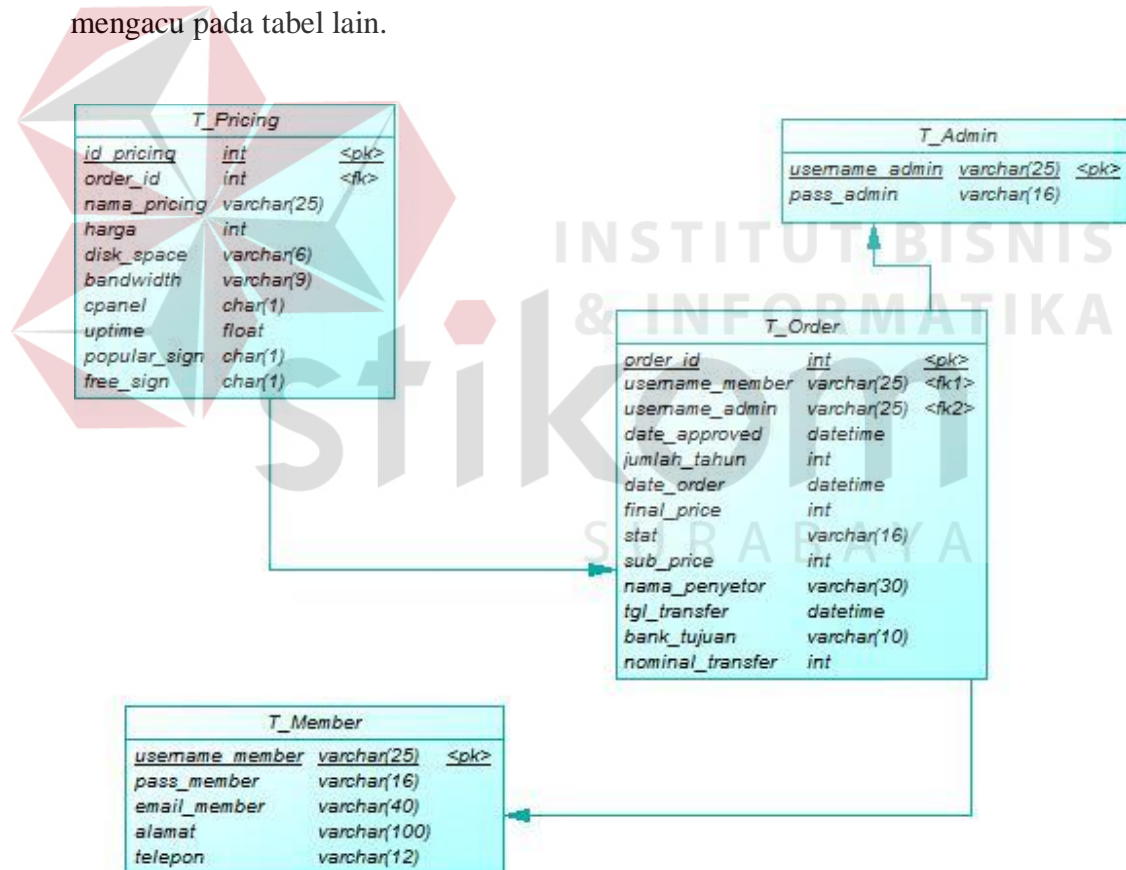 mengacu pada tabel lain.
T_Pricing
id_pricing int <pk>
order_id int <fk>
nama_pricing varchar(25)
harga int
disk_space varchar(6)
bandwidth varchar(9)
cpanel char(1)
uptime float
popular_sign char(1)
free_sign char(1)
T_Admin
username_admin varchar(25) <pk>
pass_admin varchar(16)
INSTITUT BISNIS
& INFORMATIKA
stikom
SURABAYA
T_Order
order_id int <pk>
username_member varchar(25) <fk1>
username_admin varchar(25) <fk2>
date_approved datetime
jumlah_tahun int
date_order datetime
final_price int
stat varchar(16)
sub_price int
nama_penyetor varchar(30)
tgl_transfer datetime
bank_tujuan varchar(10)
nominal_transfer int
T_Member
username_member varchar(25) <pk>
pass_member varchar(16)
email_member varchar(40)
alamat varchar(100)
telepon varchar(12)